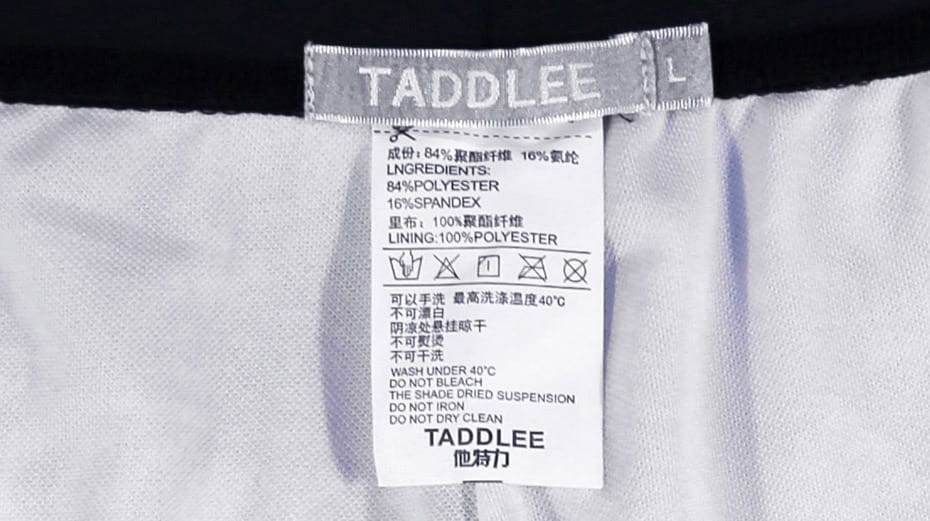 TADDLEE L
成份：84%聚酯纤维 16%氨纶
LNGREDIENTS:
84%POLYESTER
16%SPANDEX
里布：100%聚酯纤维
LINING:100%POLYESTER
可以手洗 最高洗涤温度40℃
不可漂白
阴凉处悬挂晾干
不可熨烫
不可干洗
WASH UNDER 40℃
DO NOT BLEACH
THE SHADE DRIED SUSPENSION
DO NOT IRON
DO NOT DRY CLEAN
TADDLEE
他特力